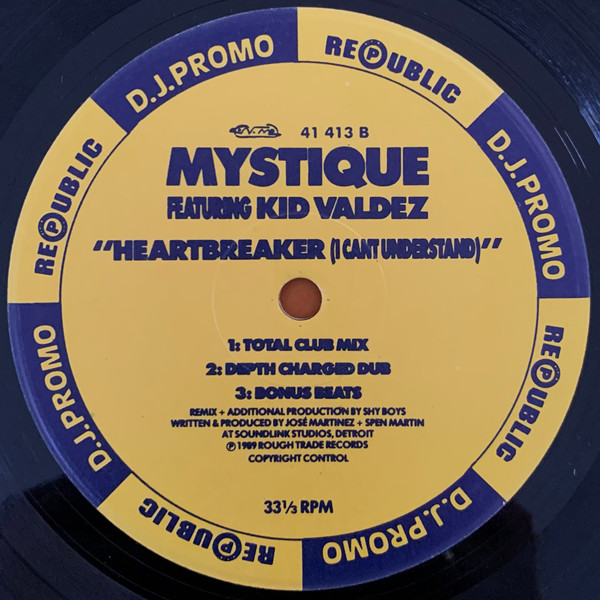 D.J.PROMO
REPUBLIC
D.J.PROMO
REPUBLIC
D.J.PROMO
REPUBLIC
D.J.PROMO
REPUBLIC
41 413 B
MYSTIQUE
FEATURING KID VALDEZ
"HEARTBREAKER (I CANT UNDERSTAND)"
1: TOTAL CLUB MIX
2: DEPTH CHARGED DUB
3: BONUS BEATS
REMIX + ADDITIONAL PRODUCTION BY SHY BOYS
WRITTEN & PRODUCED BY JOSÉ MARTINEZ + SPEN MARTIN
AT SOUNDLINK STUDIOS, DETROIT
℗ 1989 ROUGH TRADE RECORDS
COPYRIGHT CONTROL
33⅓ RPM